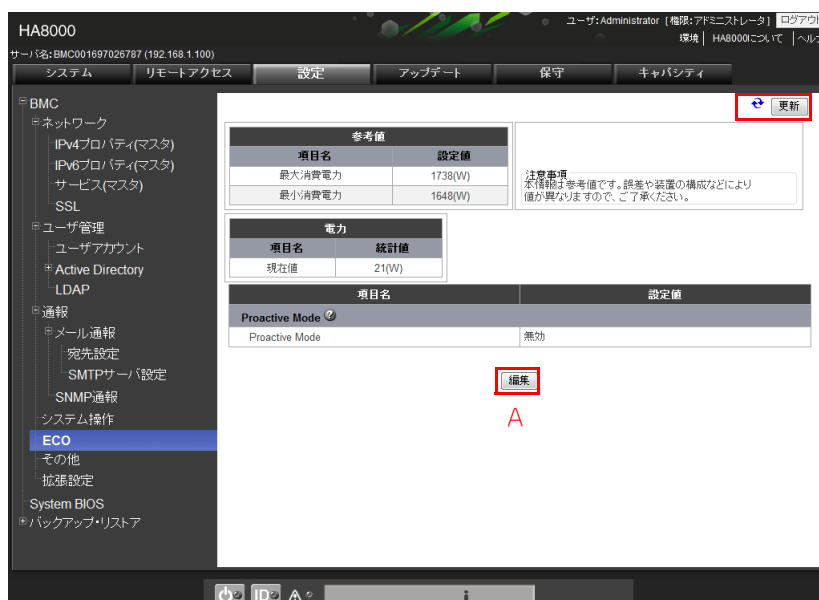 HA8000
ユーザ:Administrator [権限:アドミニストレータ] ログアウト
環境 | HA8000について | ヘル
サーバ名:BMC001697026787 (192.168.1.100)
システム リモートアクセス 設定 アップデート 保守 キャパシティ
BMC
ネットワーク
IPv4プロパティ(マスタ)
IPv6プロパティ(マスタ)
サービス(マスタ)
SSL
ユーザ管理
ユーザアカウント
Active Directory
LDAP
通報
メール通報
宛先設定
SMTPサーバ設定
SNMP通報
システム操作
ECO
その他
拡張設定
System BIOS
バックアップ・リストア
更新
参考値
項目名 設定値
最大消費電力 1738(W)
最小消費電力 1648(W)
注意事項
本情報は参考値です。誤差や装置の構成などにより
値が異なりますので、ご了承ください。
電力
項目名 統計値
現在値 21(W)
項目名 設定値
Proactive Mode
Proactive Mode 無効
編集
A
ID